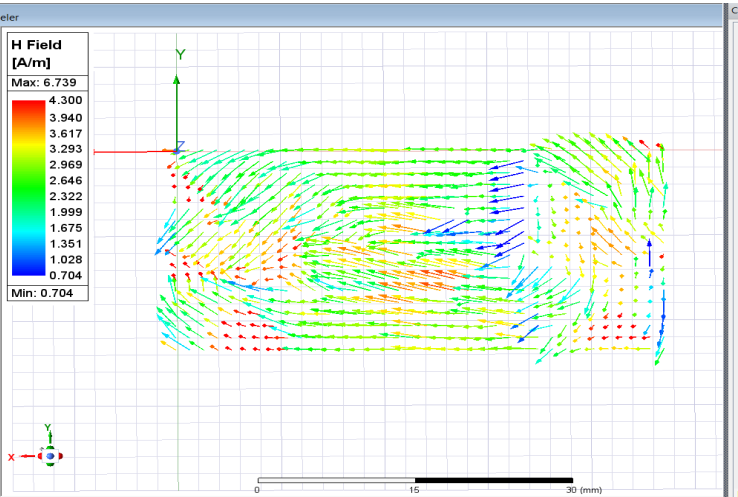 eler
C
H Field
[A/m]
Max: 6.739
4.300
3.940
3.617
3.293
2.969
2.646
2.322
1.999
1.675
1.351
1.028
0.704
Min: 0.704
Y
Z
Y
X
0 15 30 (mm)